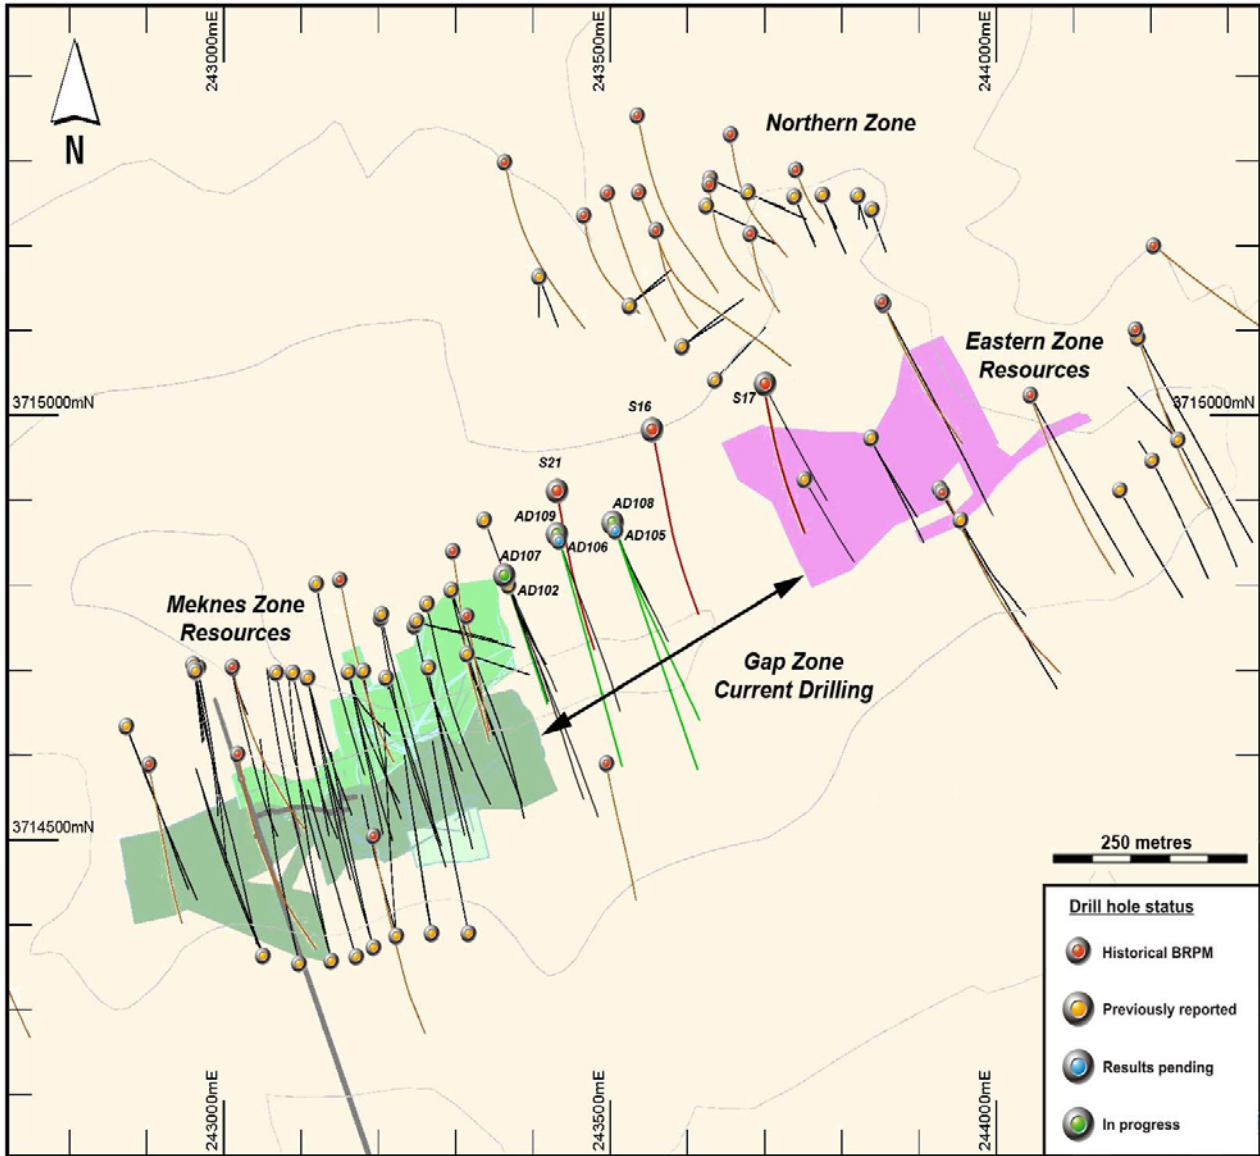 243000mE
243500mE
244000mE
N
Northern Zone
Eastern Zone
Resources
3715000mN
3715000mN
S17
S16
S21
AD108
AD109
AD105
AD106
AD107
AD102
Meknes Zone
Resources
Gap Zone
Current Drilling
3714500mN
250 metres
Drill hole status
Historical BRPM
Previously reported
Results pending
In progress
243000mE
243500mE
244000mE